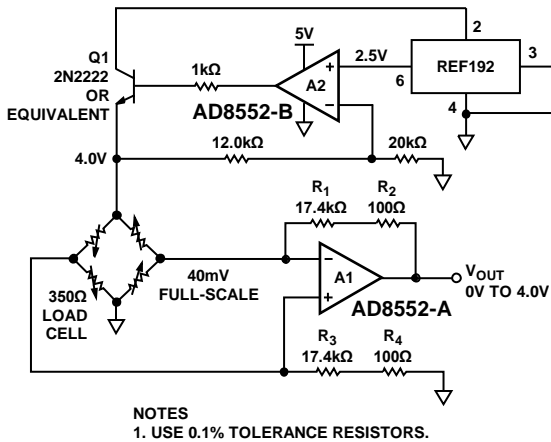 2
Q1
2N2222
OR
EQUIVALENT
1kΩ
5V
A2
+
−
AD8552-B
2.5V
6
REF192
3
4
4.0V
12.0kΩ
20kΩ
R1
17.4kΩ
R2
100Ω
350Ω
LOAD
CELL
40mV
FULL-SCALE
−
A1
+
AD8552-A
VOUT
0V TO 4.0V
R3
17.4kΩ
R4
100Ω
NOTES
1. USE 0.1% TOLERANCE RESISTORS.